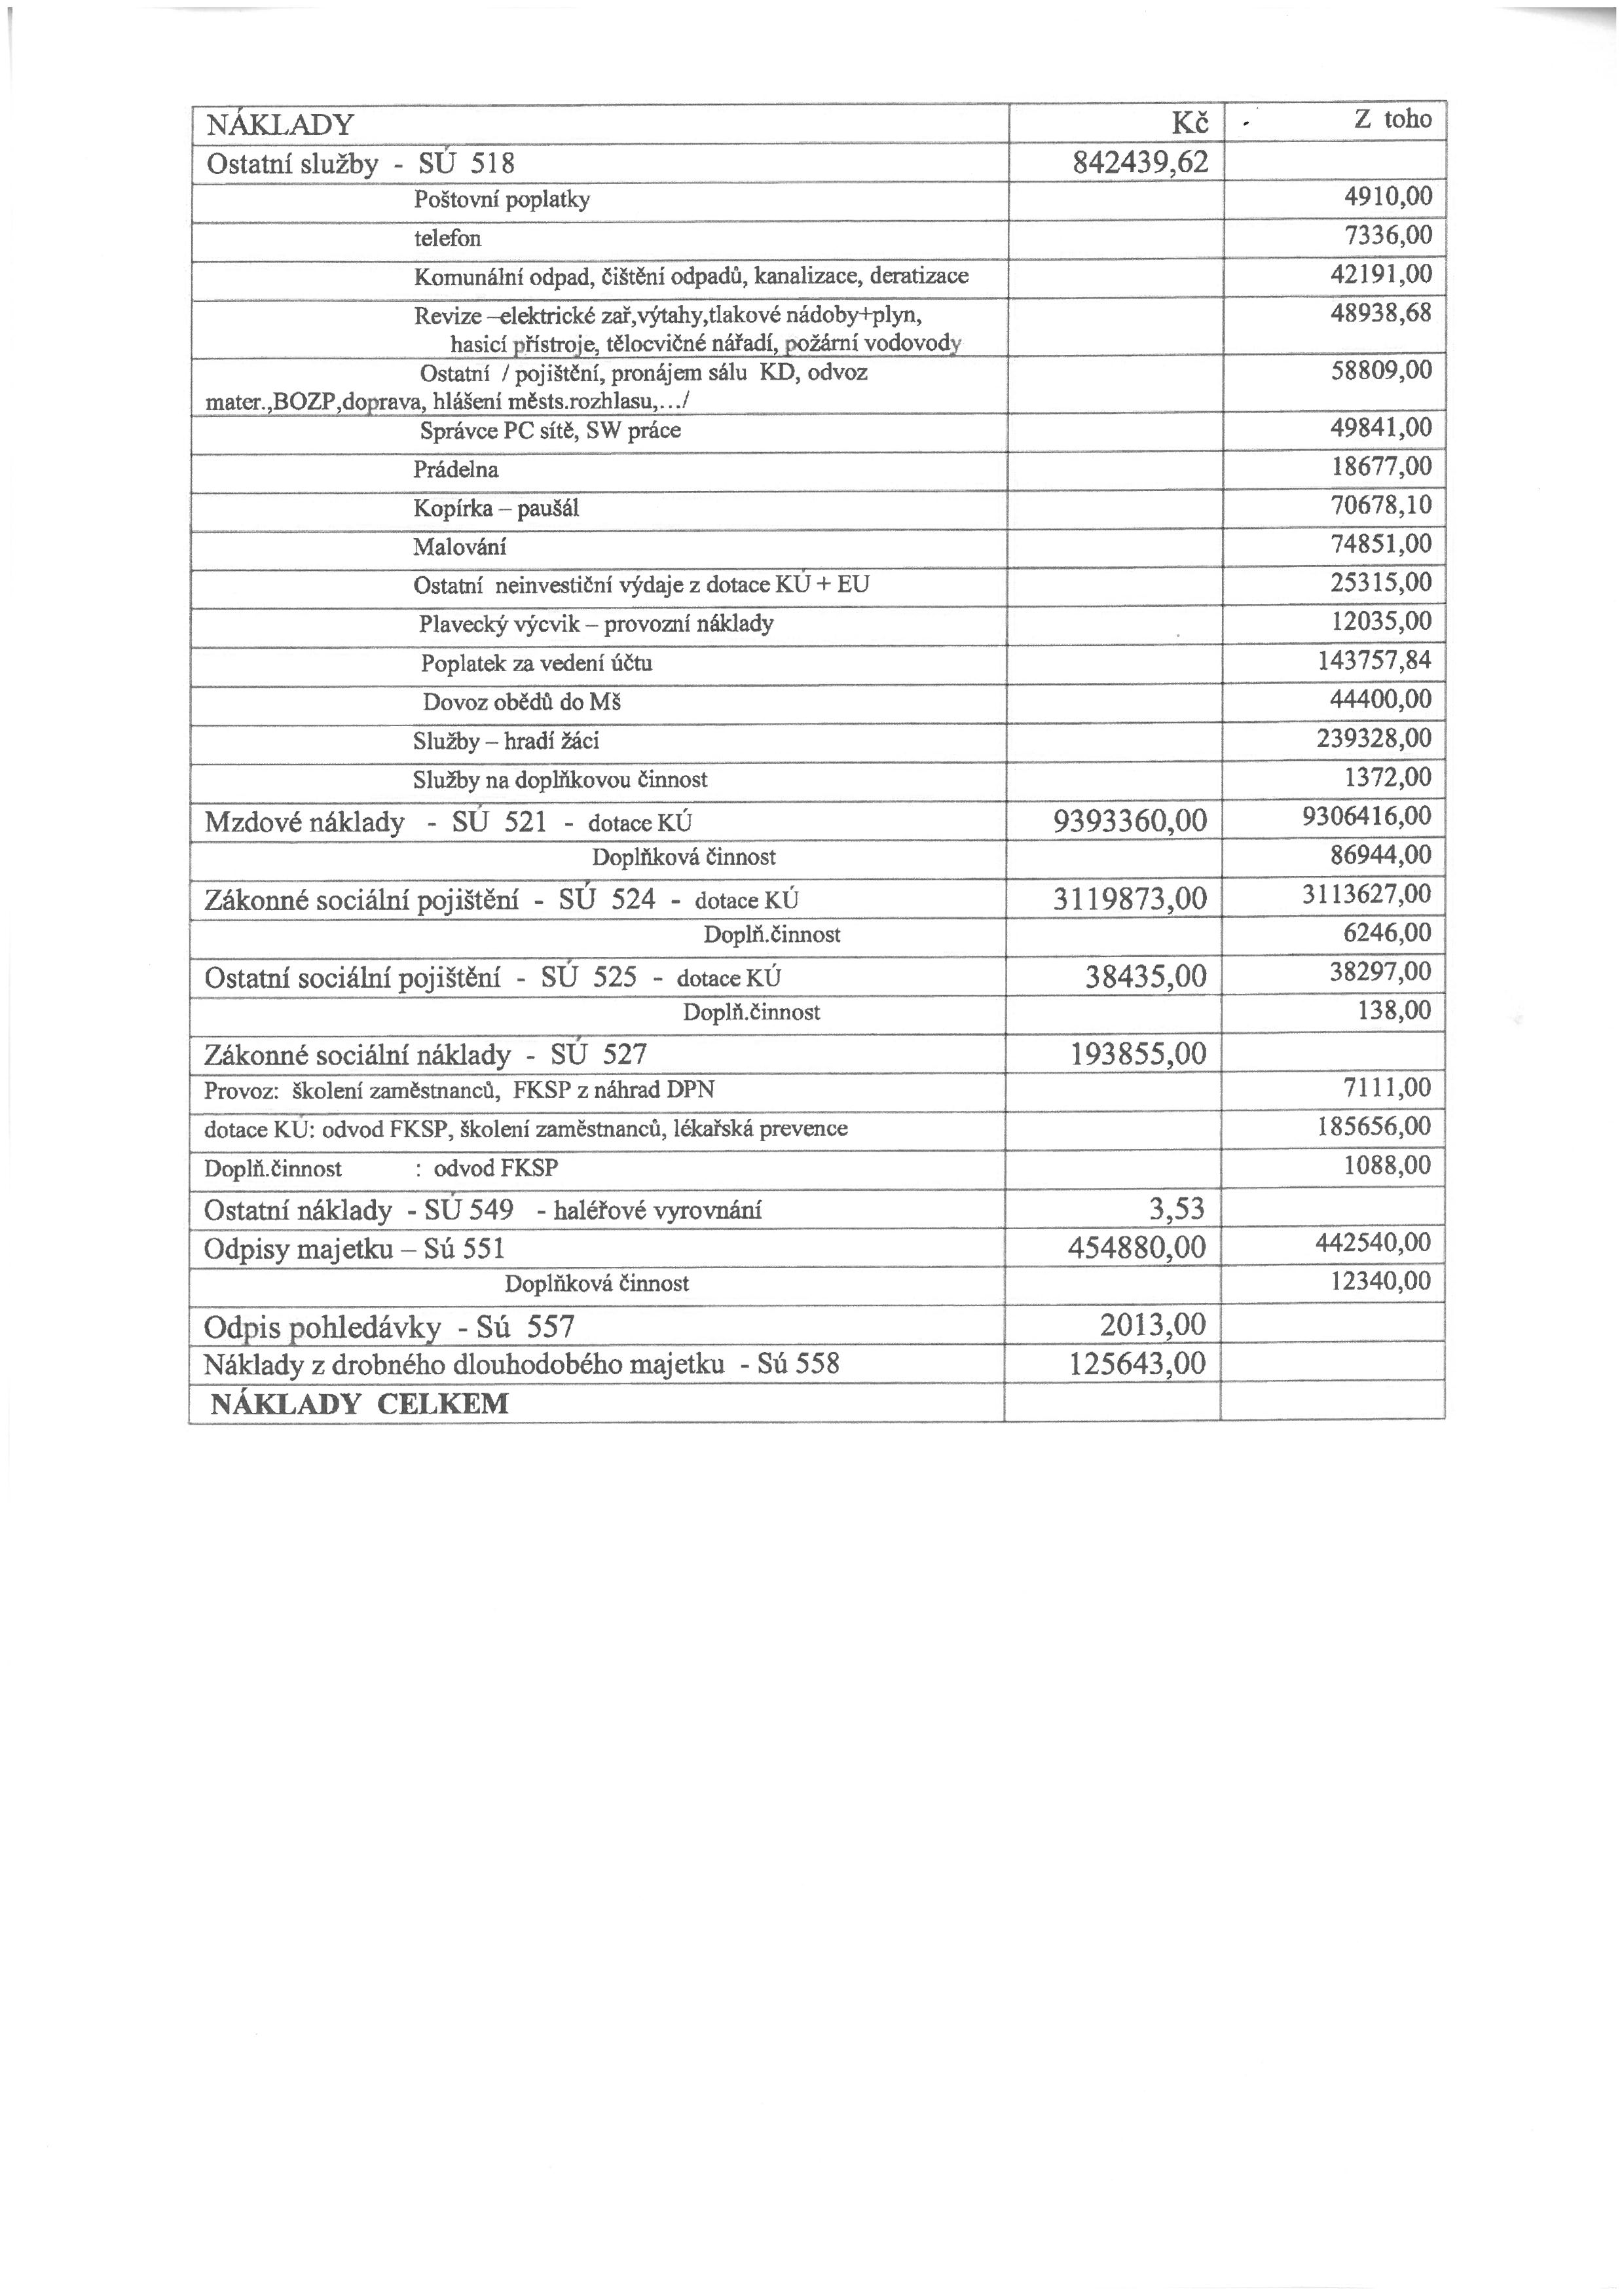 NÁKLADY Kč Z toho
Ostatní služby - SÚ 518 842439,62
Poštovní poplatky 4910,00
telefon 7336,00
Komunální odpad, čištění odpadů, kanalizace, deratizace 42191,00
Revize –elektrické zař,výtahy,tlakové nádoby+plyn, 48938,68
hasicí přístroje, tělocvičné nářadí, požární vodovody
Ostatní / pojištění, pronájem sálu KD, odvoz 58809,00
mater.,BOZP,doprava, hlášení městs.rozhlasu,.../
Správce PC sítě, SW práce 49841,00
Prádelna 18677,00
Kopírka – paušál 70678,10
Malování 74851,00
Ostatní neinvestiční výdaje z dotace KÚ + EU 25315,00
Plavecký výcvik – provozní náklady 12035,00
Poplatek za vedení účtu 143757,84
Dovoz obědů do Mš 44400,00
Služby – hradí žáci 239328,00
Služby na doplňkovou činnost 1372,00
Mzdové náklady - SÚ 521 - dotace KÚ 9393360,00 9306416,00
Doplňková činnost 86944,00
Zákonné sociální pojištění - SÚ 524 - dotace KÚ 3119873,00 3113627,00
Doplň.činnost 6246,00
Ostatní sociální pojištění - SÚ 525 - dotace KÚ 38435,00 38297,00
Doplň.činnost 138,00
Zákonné sociální náklady - SÚ 527 193855,00
Provoz: školení zaměstnanců, FKSP z náhrad DPN 7111,00
dotace KÚ: odvod FKSP, školení zaměstnanců, lékařská prevence 185656,00
Doplň.činnost : odvod FKSP 1088,00
Ostatní náklady - SÚ 549 - haléřové vyrovnání 3,53
Odpisy majetku – Sú 551 454880,00 442540,00
Doplňková činnost 12340,00
Odpis pohledávky - Sú 557 2013,00
Náklady z drobného dlouhodobého majetku - Sú 558 125643,00
NÁKLADY CELKEM